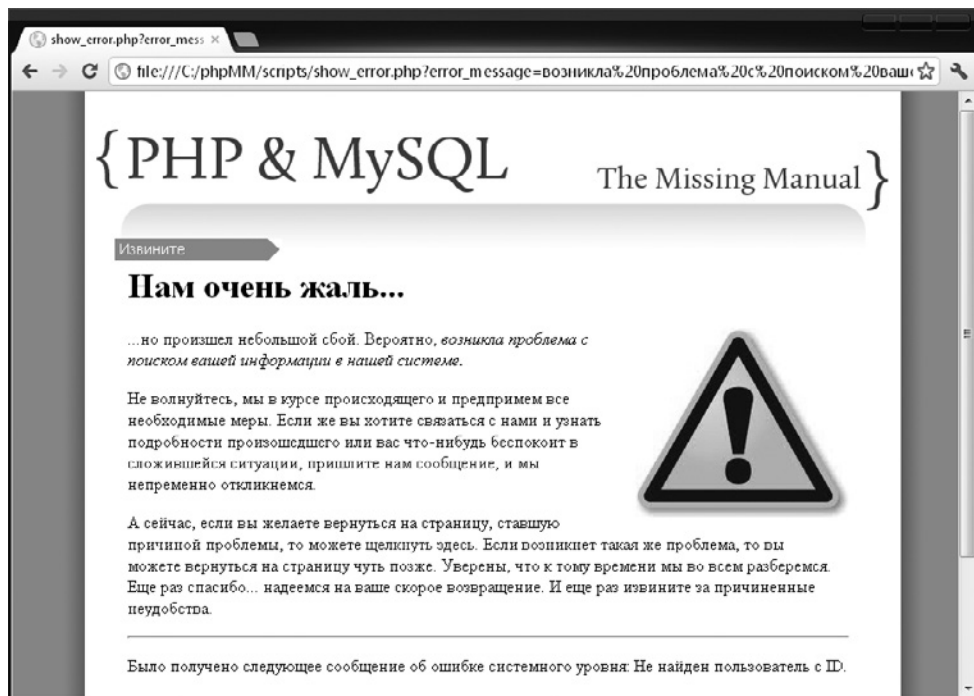 show_error.php?error_mess
file:///C:/phpMM/scripts/show_error.php?error_message=возникла%20проблема%20с%20поиском%20ваш
{PHP & MySQL
The Missing Manual}
Извините
Нам очень жаль...
...но произшел небольшой сбой. Вероятно, возникла проблема с
поиском вашей информации в нашей системе.
Не волнуйтесь, мы в курсе происходящего и предпримем все
необходимые меры. Если же вы хотите связаться с нами и узнать
подробности произошедшего или вас что-нибудь беспокоит в
сложившейся ситуации, пришлите нам сообщение, и мы
непременно откликнемся.
А сейчас, если вы желаете вернуться на страницу, ставшую
причиной проблемы, то можете щелкнуть здесь. Если возникнет такая же проблема, то вы
можете вернуться на страницу чуть позже. Уверены, что к тому времени мы во всем разберемся.
Еще раз спасибо... надеемся на ваше скорое возвращение. И еще раз извините за причиненные
неудобства.
Было получено следующее сообщение об ошибке системного уровня: Не найден пользователь с ID.